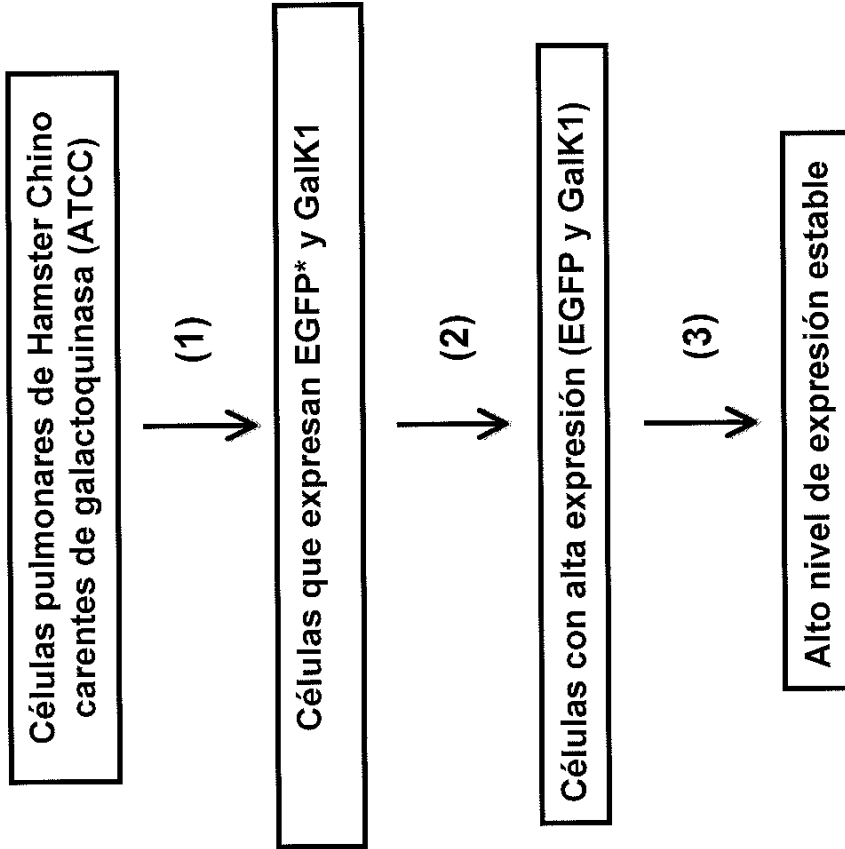 Células pulmonares de Hamster Chino
carentes de galactoquinasa (ATCC)
(1)
Células que expresan EGFP* y GalK1
(2)
Células con alta expresión (EGFP y GalK1)
(3)
Alto nivel de expresión estable